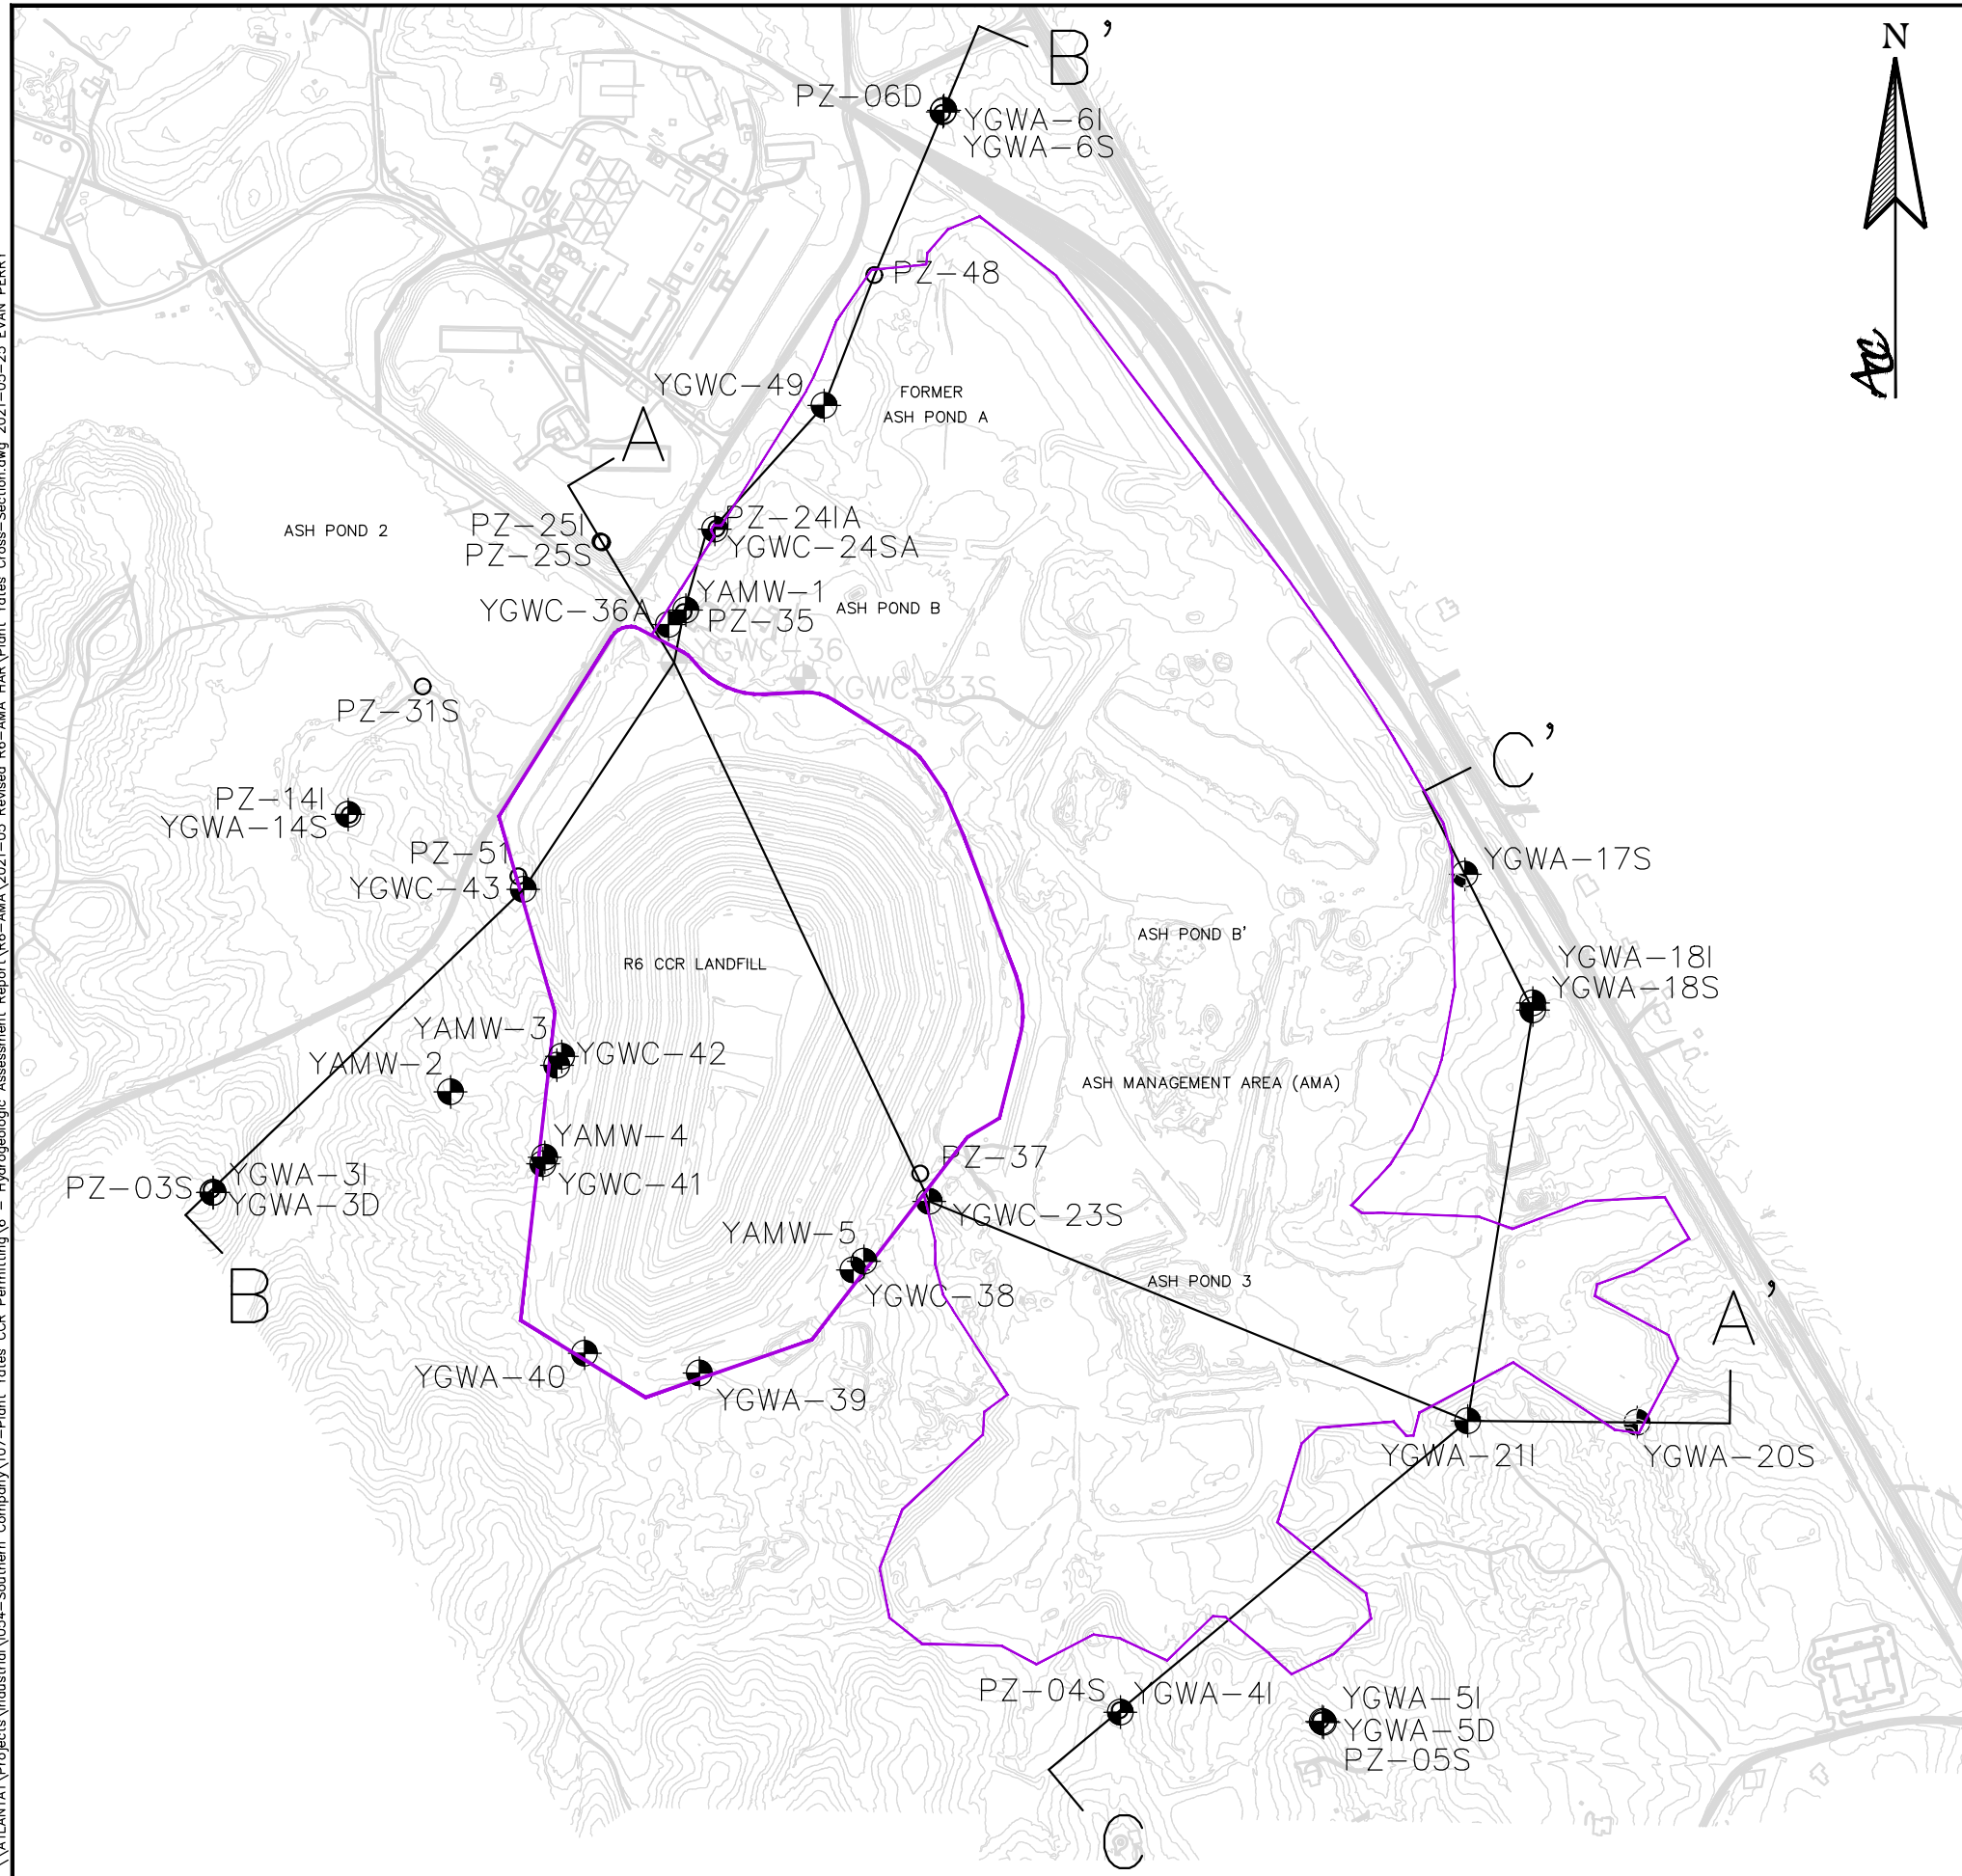 B'
N
PZ-06D
YGWA-6I
YGWA-6S
PZ-48
YGWC-49
FORMER
ASH POND A
A
ASH POND 2
PZ-25I
PZ-25S
PZ-24IA
YGWC-24SA
YGWC-36A
YAMW-1
PZ-35
ASH POND B
YGWC-36
YGWC-33S
PZ-31S
C'
PZ-14I
YGWA-14S
PZ-51
YGWC-43
YGWA-17S
ASH POND B'
R6 CCR LANDFILL
YGWA-18I
YGWA-18S
YAMW-3
YGWC-42
YAMW-2
ASH MANAGEMENT AREA (AMA)
YAMW-4
YGWC-41
PZ-37
PZ-03S
YGWA-3I
YGWA-3D
YGWC-23S
YAMW-5
YGWC-38
ASH POND 3
B
A'
YGWA-40
YGWA-39
YGWA-21I
YGWA-20S
PZ-04S
YGWA-4I
YGWA-5I
YGWA-5D
PZ-05S
C